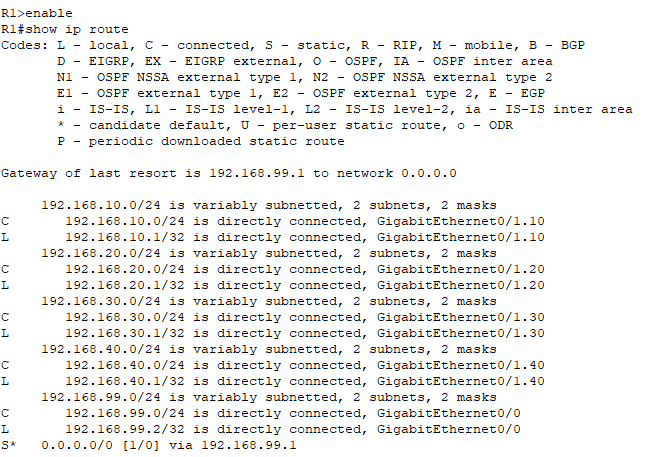 R1>enable
R1#show ip route
Codes: L - local, C - connected, S - static, R - RIP, M - mobile, B - BGP
       D - EIGRP, EX - EIGRP external, O - OSPF, IA - OSPF inter area
       N1 - OSPF NSSA external type 1, N2 - OSPF NSSA external type 2
       E1 - OSPF external type 1, E2 - OSPF external type 2, E - EGP
       i - IS-IS, L1 - IS-IS level-1, L2 - IS-IS level-2, ia - IS-IS inter area
       * - candidate default, U - per-user static route, o - ODR
       P - periodic downloaded static route

Gateway of last resort is 192.168.99.1 to network 0.0.0.0

     192.168.10.0/24 is variably subnetted, 2 subnets, 2 masks
C       192.168.10.0/24 is directly connected, GigabitEthernet0/1.10
L       192.168.10.1/32 is directly connected, GigabitEthernet0/1.10
     192.168.20.0/24 is variably subnetted, 2 subnets, 2 masks
C       192.168.20.0/24 is directly connected, GigabitEthernet0/1.20
L       192.168.20.1/32 is directly connected, GigabitEthernet0/1.20
     192.168.30.0/24 is variably subnetted, 2 subnets, 2 masks
C       192.168.30.0/24 is directly connected, GigabitEthernet0/1.30
L       192.168.30.1/32 is directly connected, GigabitEthernet0/1.30
     192.168.40.0/24 is variably subnetted, 2 subnets, 2 masks
C       192.168.40.0/24 is directly connected, GigabitEthernet0/1.40
L       192.168.40.1/32 is directly connected, GigabitEthernet0/1.40
     192.168.99.0/24 is variably subnetted, 2 subnets, 2 masks
C       192.168.99.0/24 is directly connected, GigabitEthernet0/0
L       192.168.99.2/32 is directly connected, GigabitEthernet0/0
S*   0.0.0.0/0 [1/0] via 192.168.99.1